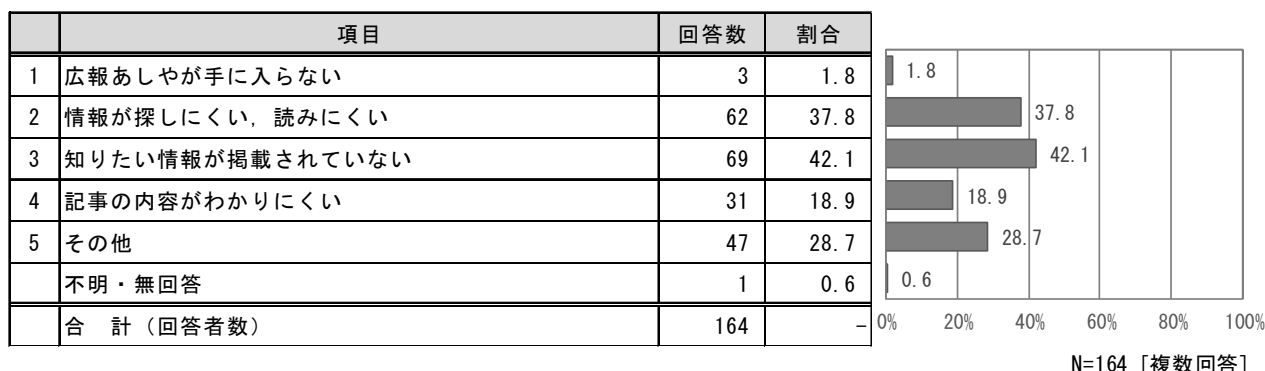 項目 回答数 割合
1 広報あしやが手に入らない 3 1.8
2 情報が探しにくい，読みにくい 62 37.8
3 知りたい情報が掲載されていない 69 42.1
4 記事の内容がわかりにくい 31 18.9
5 その他 47 28.7
不明・無回答 1 0.6
合　計（回答者数） 164 －
1.8
37.8
42.1
18.9
28.7
0.6
0% 20% 40% 60% 80% 100%
N=164［複数回答］